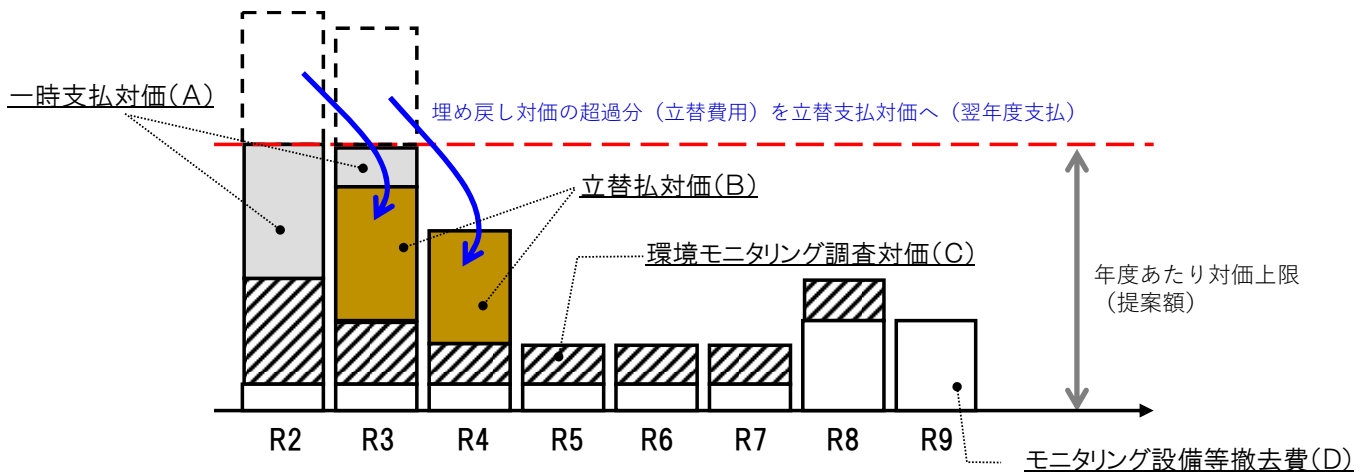 一時支払対価(A)
埋め戻し対価の超過分（立替費用）を立替支払対価へ（翌年度支払）
立替払対価(B)
環境モニタリング調査対価(C)
年度あたり対価上限
（提案額）
R2 R3 R4 R5 R6 R7 R8 R9
モニタリング設備等撤去費(D)